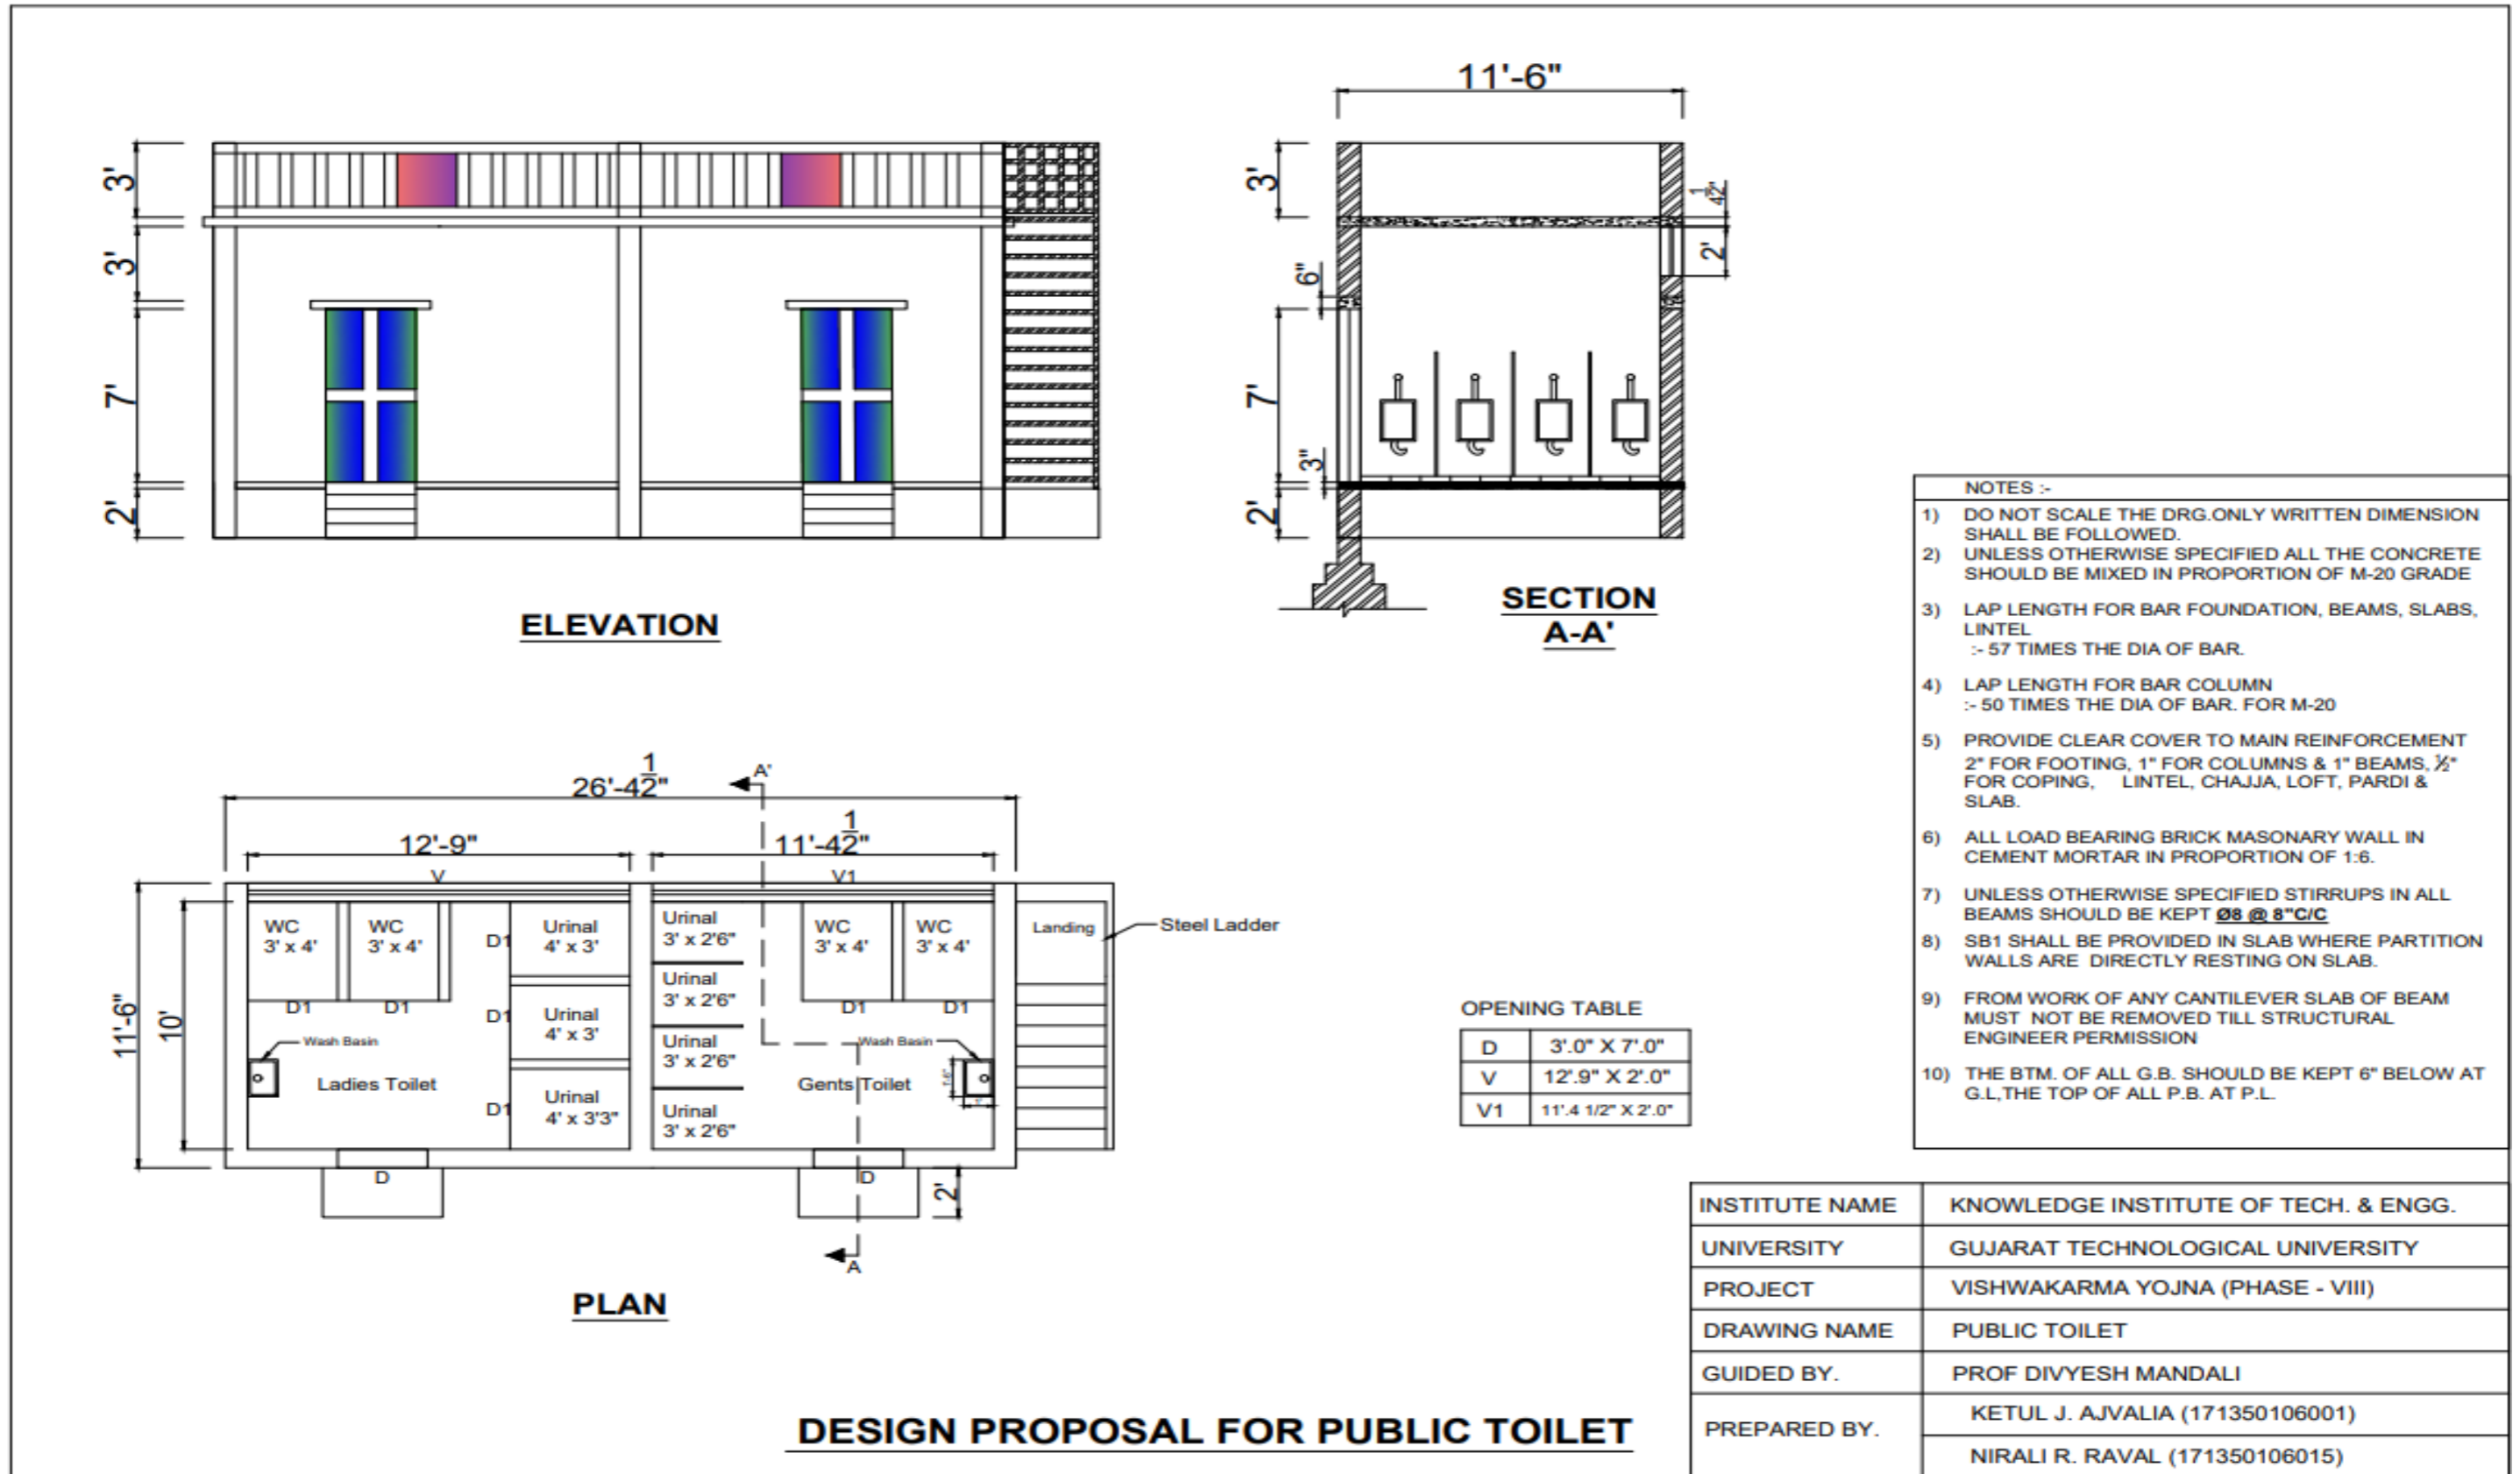 3'
3'
7'
2'
ELEVATION
11'-6"
3'
6"
7'
3"
2'
4 1/2"
2'
SECTION
A-A'
26'-4 1/2"
A'
12'-9"
11'-4 1/2"
V
V1
11'-6"
10'
WC
3' x 4'
WC
3' x 4'
D1
Urinal
4' x 3'
D1
D1
D1
Urinal
4' x 3'
Wash Basin
Ladies Toilet
D1
Urinal
4' x 3'3"
Urinal
3' x 2'6"
Urinal
3' x 2'6"
Urinal
3' x 2'6"
Urinal
3' x 2'6"
WC
3' x 4'
WC
3' x 4'
D1
D1
Wash Basin
Gents Toilet
Landing
Steel Ladder
D
D
2'
A
PLAN
OPENING TABLE
D 3'.0" X 7'.0"
V 12'.9" X 2'.0"
V1 11'.4 1/2" X 2'.0"
NOTES :-
1) DO NOT SCALE THE DRG.ONLY WRITTEN DIMENSION
SHALL BE FOLLOWED.
2) UNLESS OTHERWISE SPECIFIED ALL THE CONCRETE
SHOULD BE MIXED IN PROPORTION OF M-20 GRADE
3) LAP LENGTH FOR BAR FOUNDATION, BEAMS, SLABS,
LINTEL
:- 57 TIMES THE DIA OF BAR.
4) LAP LENGTH FOR BAR COLUMN
:- 50 TIMES THE DIA OF BAR. FOR M-20
5) PROVIDE CLEAR COVER TO MAIN REINFORCEMENT
2" FOR FOOTING, 1" FOR COLUMNS & 1" BEAMS, ½"
FOR COPING, LINTEL, CHAJJA, LOFT, PARDI &
SLAB.
6) ALL LOAD BEARING BRICK MASONARY WALL IN
CEMENT MORTAR IN PROPORTION OF 1:6.
7) UNLESS OTHERWISE SPECIFIED STIRRUPS IN ALL
BEAMS SHOULD BE KEPT Ø8 @ 8"C/C
8) SB1 SHALL BE PROVIDED IN SLAB WHERE PARTITION
WALLS ARE DIRECTLY RESTING ON SLAB.
9) FROM WORK OF ANY CANTILEVER SLAB OF BEAM
MUST NOT BE REMOVED TILL STRUCTURAL
ENGINEER PERMISSION
10) THE BTM. OF ALL G.B. SHOULD BE KEPT 6" BELOW AT
G.L,THE TOP OF ALL P.B. AT P.L.
INSTITUTE NAME KNOWLEDGE INSTITUTE OF TECH. & ENGG.
UNIVERSITY GUJARAT TECHNOLOGICAL UNIVERSITY
PROJECT VISHWAKARMA YOJNA (PHASE - VIII)
DRAWING NAME PUBLIC TOILET
GUIDED BY. PROF DIVYESH MANDALI
PREPARED BY. KETUL J. AJVALIA (171350106001)
NIRALI R. RAVAL (171350106015)
DESIGN PROPOSAL FOR PUBLIC TOILET